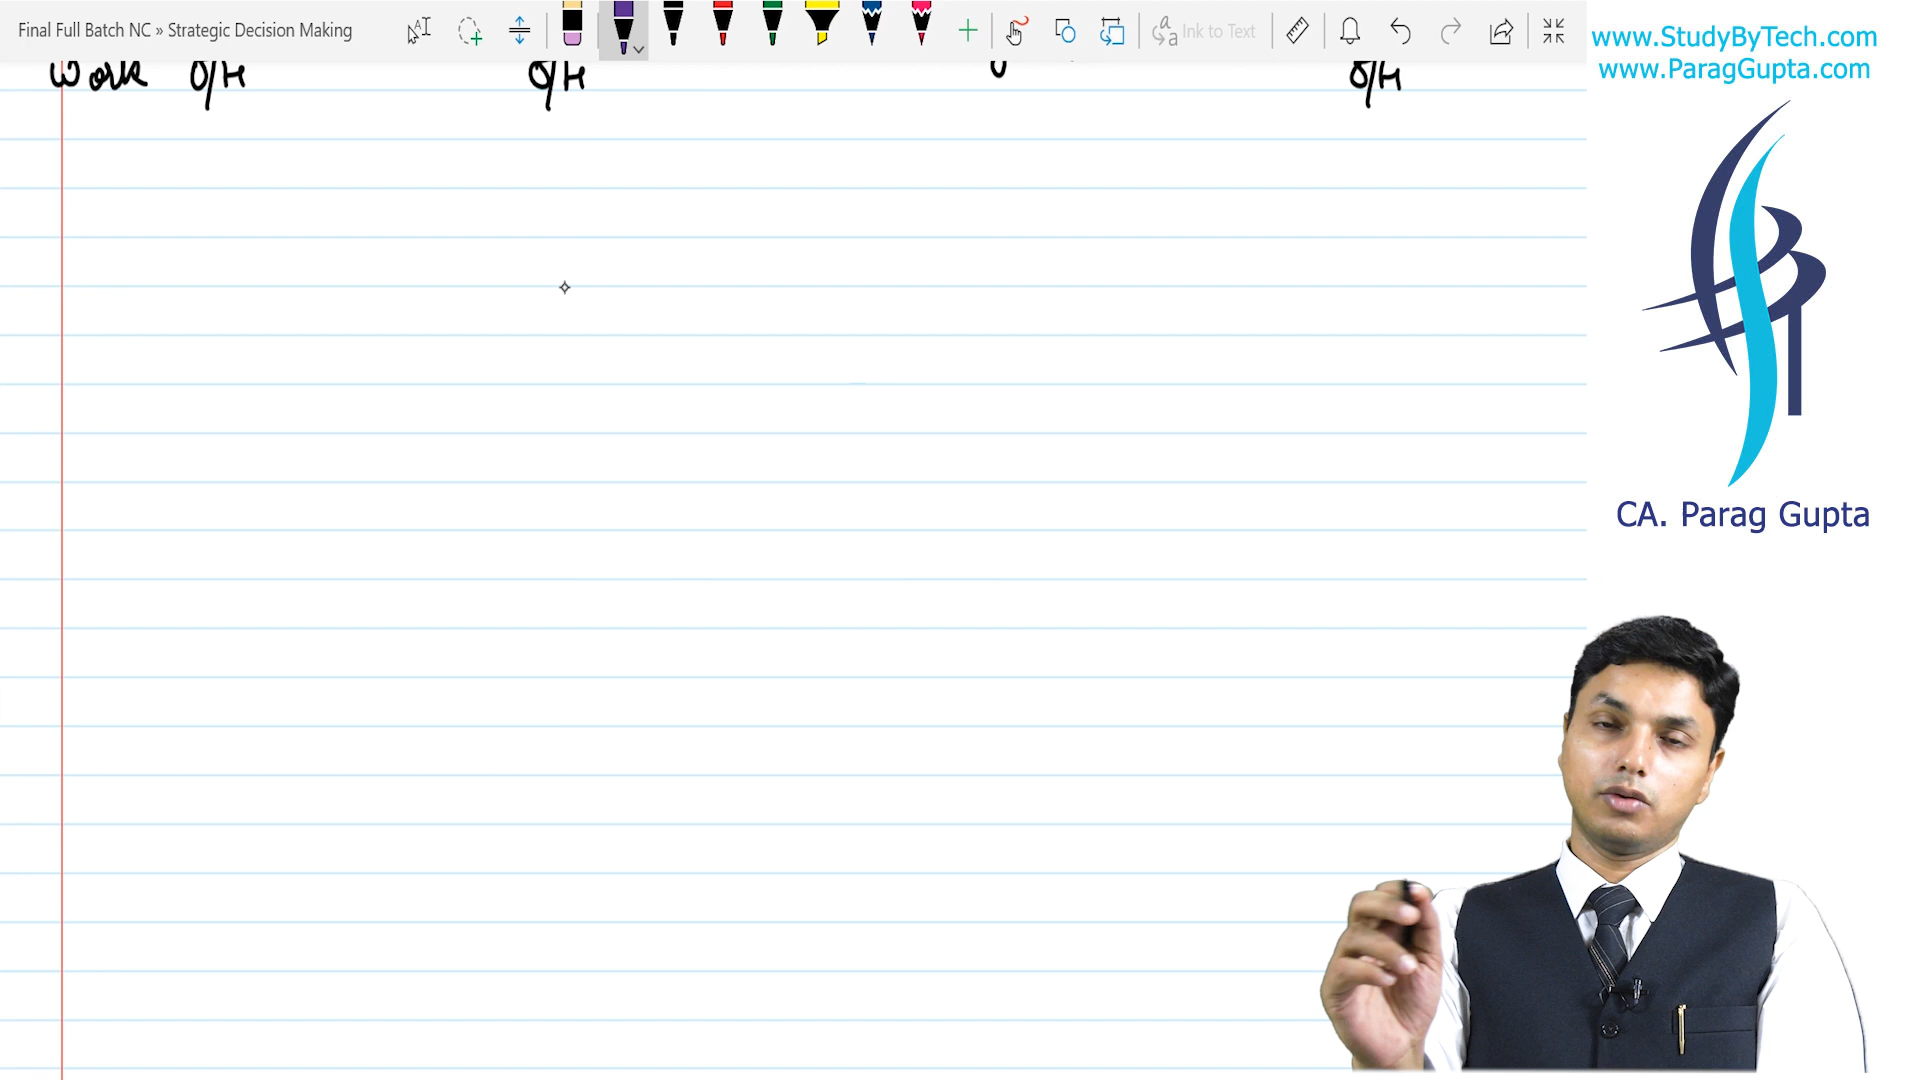 Final Full Batch NC » Strategic Decision Making
Ink to Text
www.StudyByTech.com
www.ParagGupta.com
Work O/H O/H O/H
CA. Parag Gupta